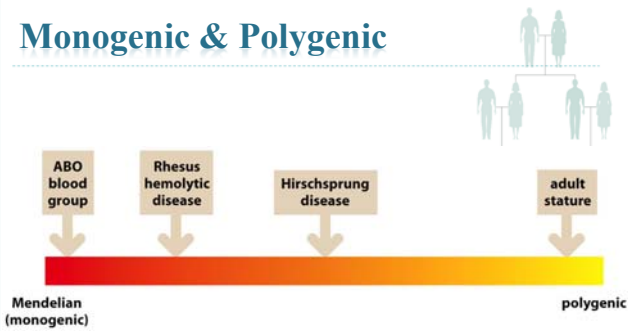 Monogenic & Polygenic
ABO
blood
group
Rhesus
hemolytic
disease
Hirschsprung
disease
adult
stature
Mendelian
(monogenic)
polygenic